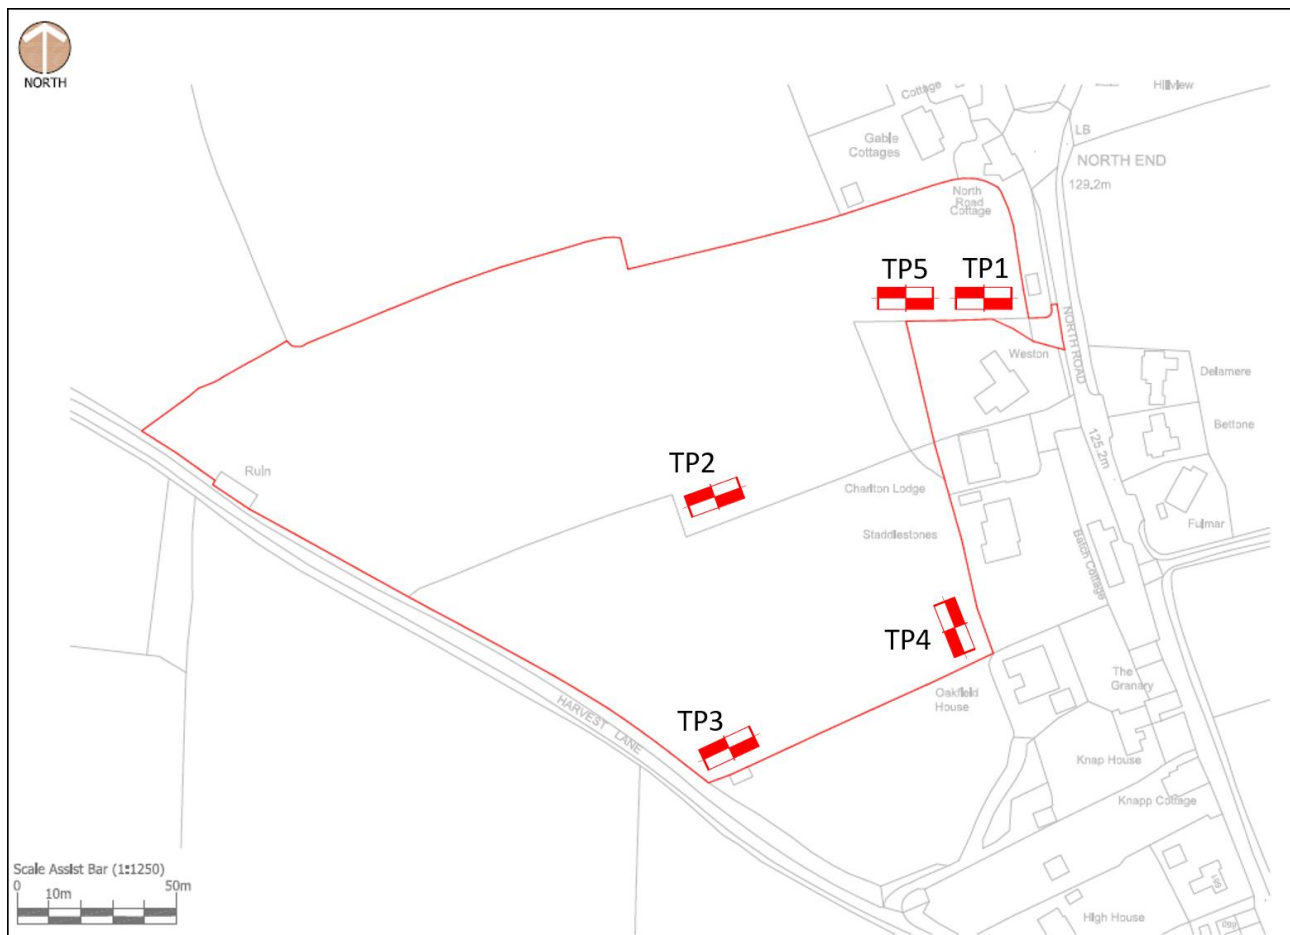 NORTH
Cottage
Hillview
Gable
Cottages
LB
NORTH END
129.2m
North
Road
Cottage
TP5
TP1
NORTH ROAD
Weston
Delamere
Bettone
125.2m
TP2
Ruin
Charlton Lodge
Staddlestones
Fulmar
Batch Cottage
TP4
The
Granary
Oakfield
House
HARVEST LANE
TP3
Knap House
Knapp Cottage
Scale Assist Bar (1:1250)
0
10m
50m
High House